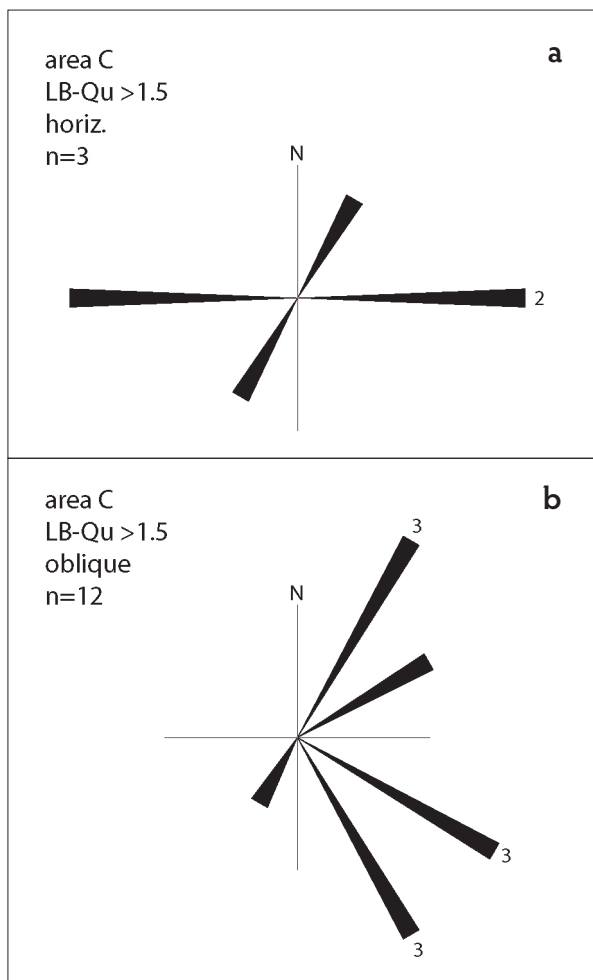 area C
LB-Qu >1.5
horiz.
n=3
a
N
2
area C
LB-Qu >1.5
oblique
n=12
b
N
3
3
3